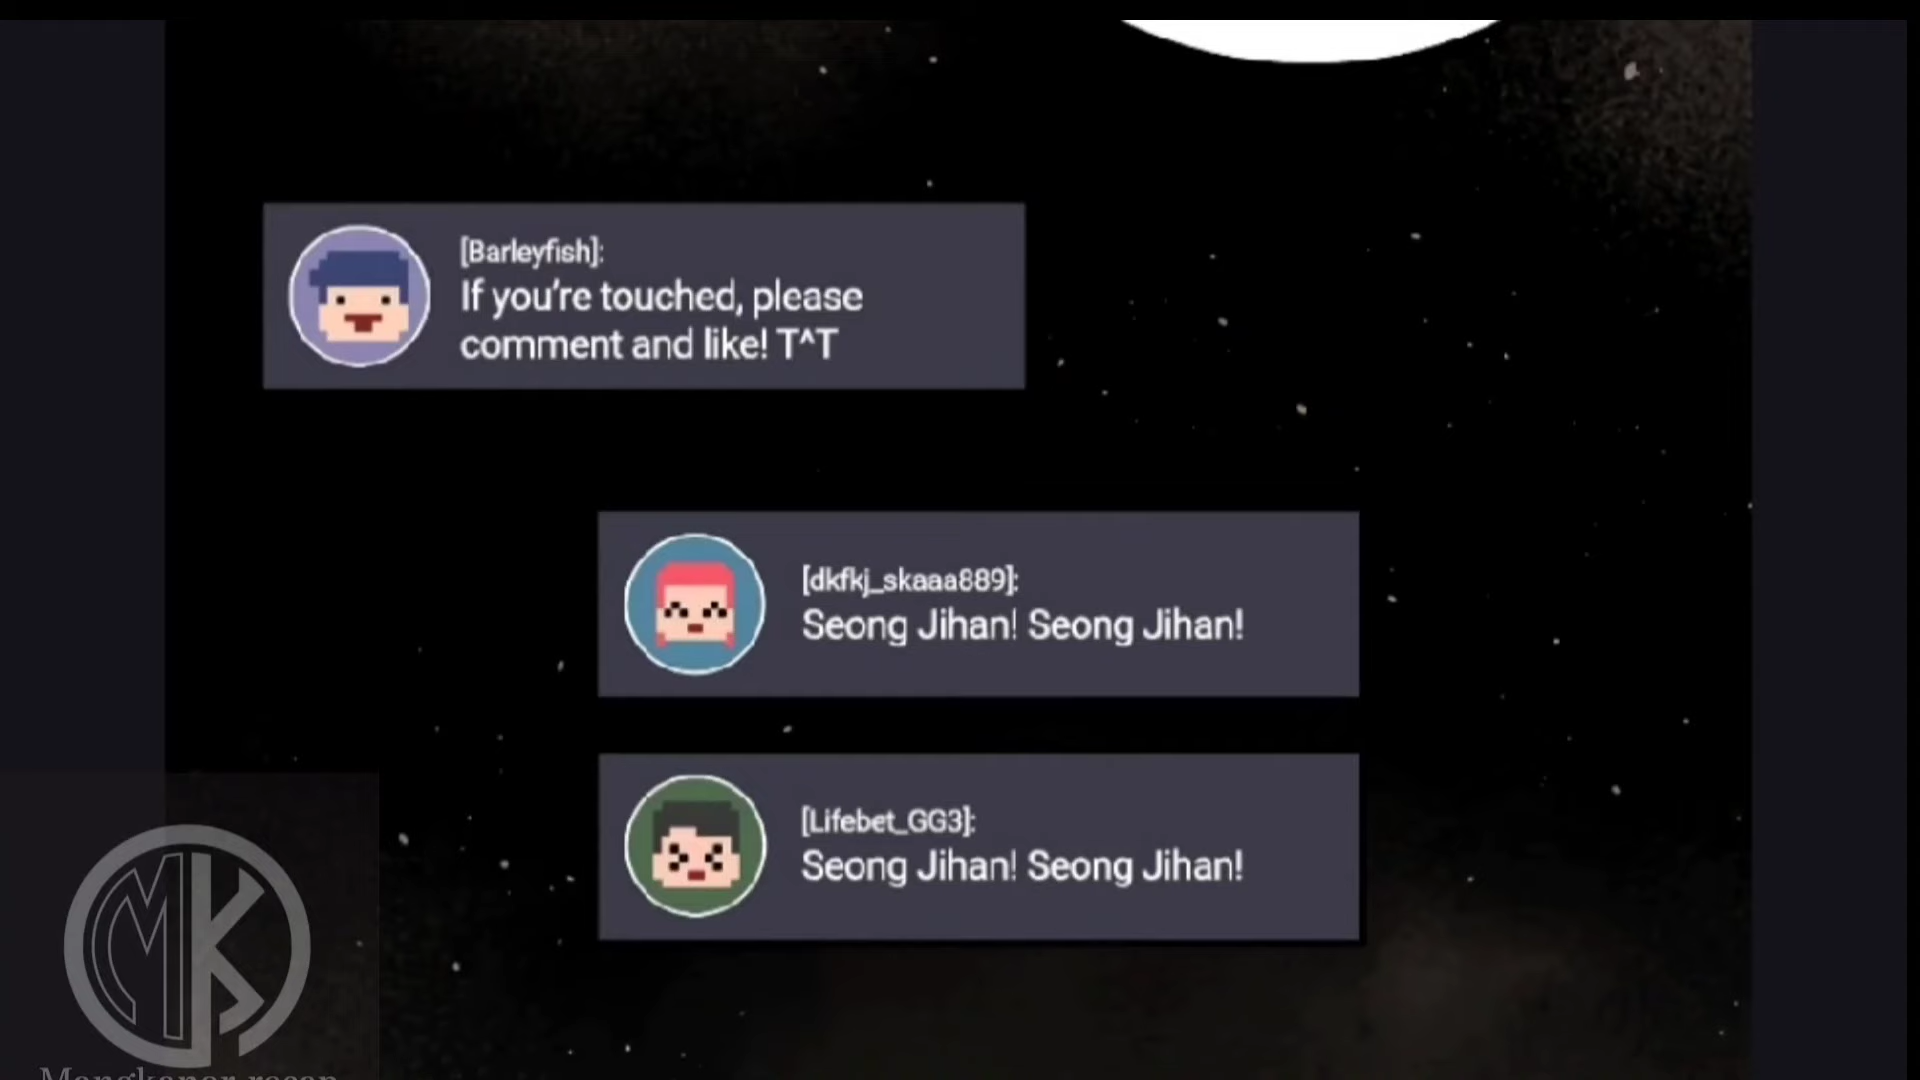 [Barleyfish]:
If you're touched, please
comment and like! T^T
[dkfkj_skaaa889]:
Seong Jihan! Seong Jihan!
[Lifebet_GG3]:
Seong Jihan! Seong Jihan!
MK